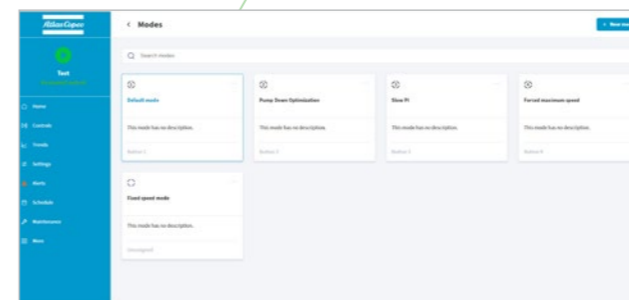 Atlas Copco
< Modes
+ New mo
Search modes
Test
Default mode
Pump Down Optimization
Slow PI
Forced maximum speed
This mode has no description.
This mode has no description.
This mode has no description.
This mode has no description.
Button 1
Button 2
Button 3
Button 4
Fixed speed mode
This mode has no description.
Unassigned
Home
Controls
Trends
Settings
Alerts
Schedule
Maintenance
Menu